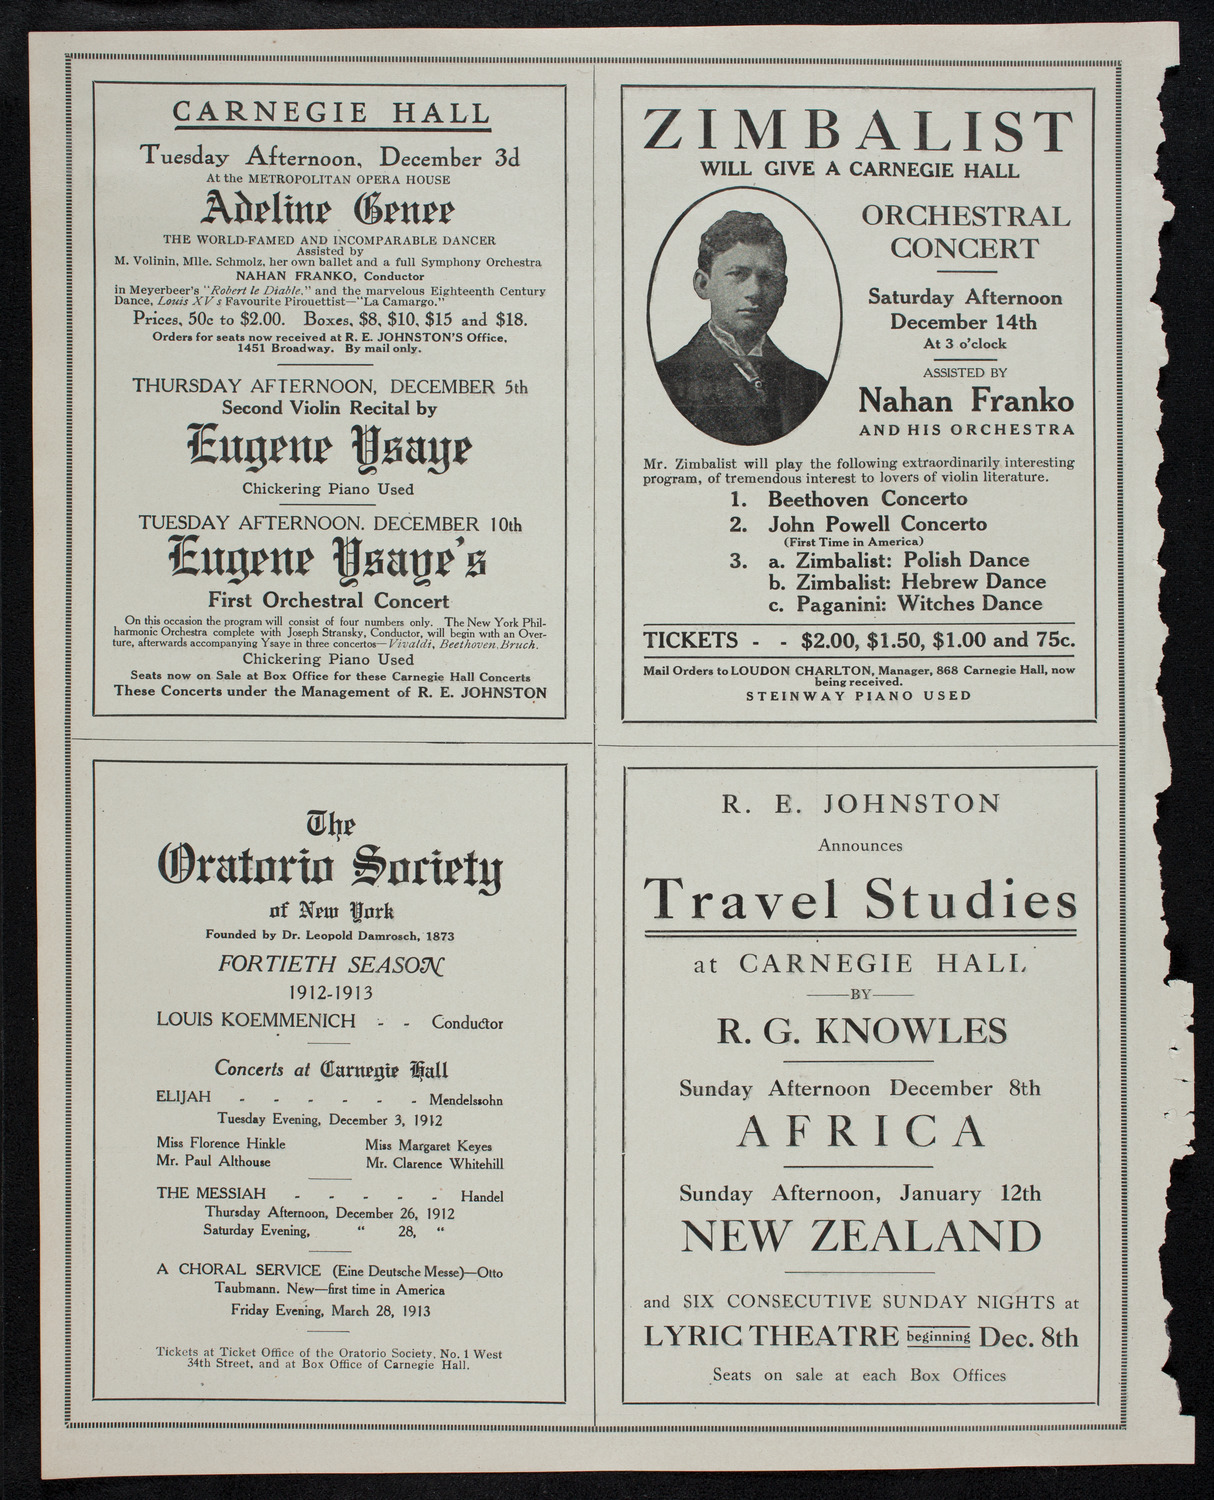 CARNEGIE HALL
Tuesday Afternoon, December 3d
At the METROPOLITAN OPERA HOUSE
Adeline Genee
THE WORLD-FAMED AND INCOMPARABLE DANCER
Assisted by
M. Volinin, Mlle. Schmolz, her own ballet and a full Symphony Orchestra
NAHAN FRANKO, Conductor
in Meyerbeer's "Robert le Diable," and the marvelous Eighteenth Century
Dance, Louis XV's Favourite Pirouettist—"La Camargo."
Prices, 50c to $2.00. Boxes, $8, $10, $15 and $18.
Orders for seats now received at R. E. JOHNSTON'S Office,
1451 Broadway. By mail only.
THURSDAY AFTERNOON, DECEMBER 5th
Second Violin Recital by
Eugene Ysaye
Chickering Piano Used
TUESDAY AFTERNOON. DECEMBER 10th
Eugene Ysaye's
First Orchestral Concert
On this occasion the program will consist of four numbers only. The New York Phil-
harmonic Orchestra complete with Joseph Stransky, Conductor, will begin with an Over-
ture, afterwards accompanying Ysaye in three concertos—Vivaldi, Beethoven, Bruch.
Chickering Piano Used
Seats now on Sale at Box Office for these Carnegie Hall Concerts
These Concerts under the Management of R. E. JOHNSTON
ZIMBALIST
WILL GIVE A CARNEGIE HALL
ORCHESTRAL
CONCERT
Saturday Afternoon
December 14th
At 3 o'clock
ASSISTED BY
Nahan Franko
AND HIS ORCHESTRA
Mr. Zimbalist will play the following extraordinarily interesting
program, of tremendous interest to lovers of violin literature.
1. Beethoven Concerto
2. John Powell Concerto
(First Time in America)
3. a. Zimbalist: Polish Dance
b. Zimbalist: Hebrew Dance
c. Paganini: Witches Dance
TICKETS - - $2.00, $1.50, $1.00 and 75c.
Mail Orders to LOUDON CHARLTON, Manager, 868 Carnegie Hall, now
being received.
STEINWAY PIANO USED
The
Oratorio Society
of New York
Founded by Dr. Leopold Damrosch, 1873
FORTIETH SEASON
1912-1913
LOUIS KOEMMENICH - - Conductor
Concerts at Carnegie Hall
ELIJAH - - - - - - Mendelssohn
Tuesday Evening, December 3, 1912
Miss Florence Hinkle Miss Margaret Keyes
Mr. Paul Althouse Mr. Clarence Whitehill
THE MESSIAH - - - - - Handel
Thursday Afternoon, December 26, 1912
Saturday Evening, " 28, "
A CHORAL SERVICE (Eine Deutsche Messe)—Otto
Taubmann. New—first time in America
Friday Evening, March 28, 1913
Tickets at Ticket Office of the Oratorio Society, No. 1 West
34th Street, and at Box Office of Carnegie Hall.
R. E. JOHNSTON
Announces
Travel Studies
at CARNEGIE HALL
—BY—
R. G. KNOWLES
Sunday Afternoon December 8th
AFRICA
Sunday Afternoon, January 12th
NEW ZEALAND
and SIX CONSECUTIVE SUNDAY NIGHTS at
LYRIC THEATRE beginning Dec. 8th
Seats on sale at each Box Offices